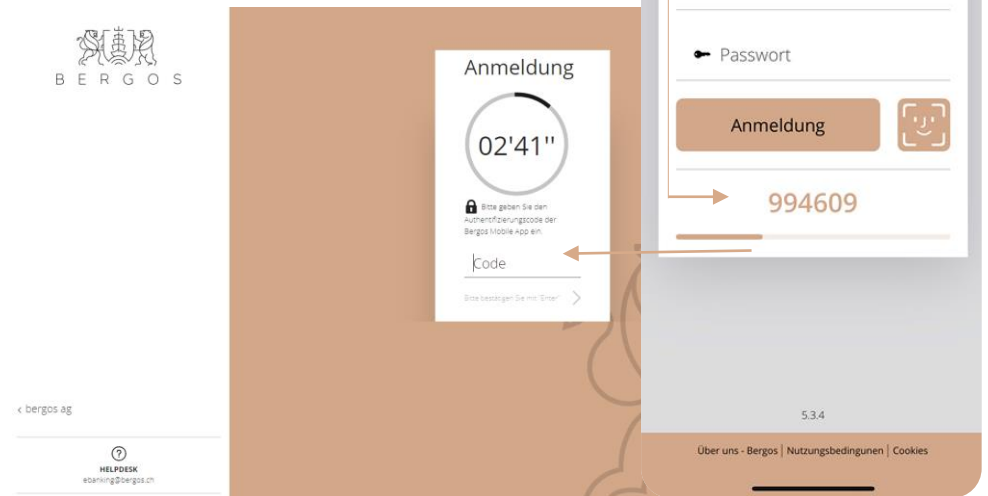 BERGOS
‹ bergos ag
?
HELPDESK
ebanking@bergos.ch
Anmeldung
02'41''
Bitte geben Sie den
Authentifizierungscode der
Bergos Mobile App ein.
Code
Bitte bestätigen Sie mit 'Enter'
Passwort
Anmeldung
994609
5.3.4
Über uns - Bergos | Nutzungsbedingunen | Cookies